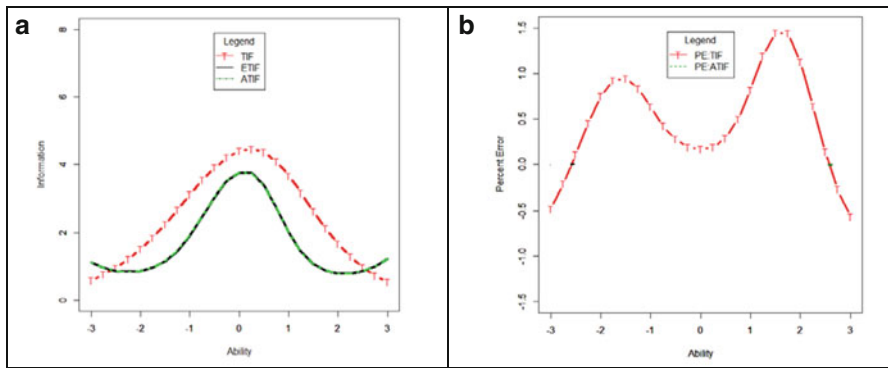 a
8
6
4
2
0
Information
Legend
TIF
ETIF
ATIF
-3 -2 -1 0 1 2 3
Ability
b
1.5
1.0
0.5
0.0
-0.5
-1.0
-1.5
Percent Error
Legend
PE:TIF
PE:ATIF
-3 -2 -1 0 1 2 3
Ability